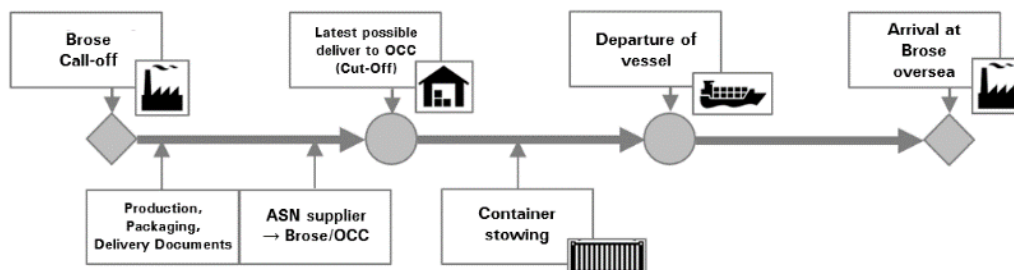 Brose
Call-off
Latest possible
deliver to OCC
(Cut-Off)
Departure of
vessel
Arrival at
Brose
oversea
Production,
Packaging,
Delivery Documents
ASN supplier
→ Brose/OCC
Container
stowing